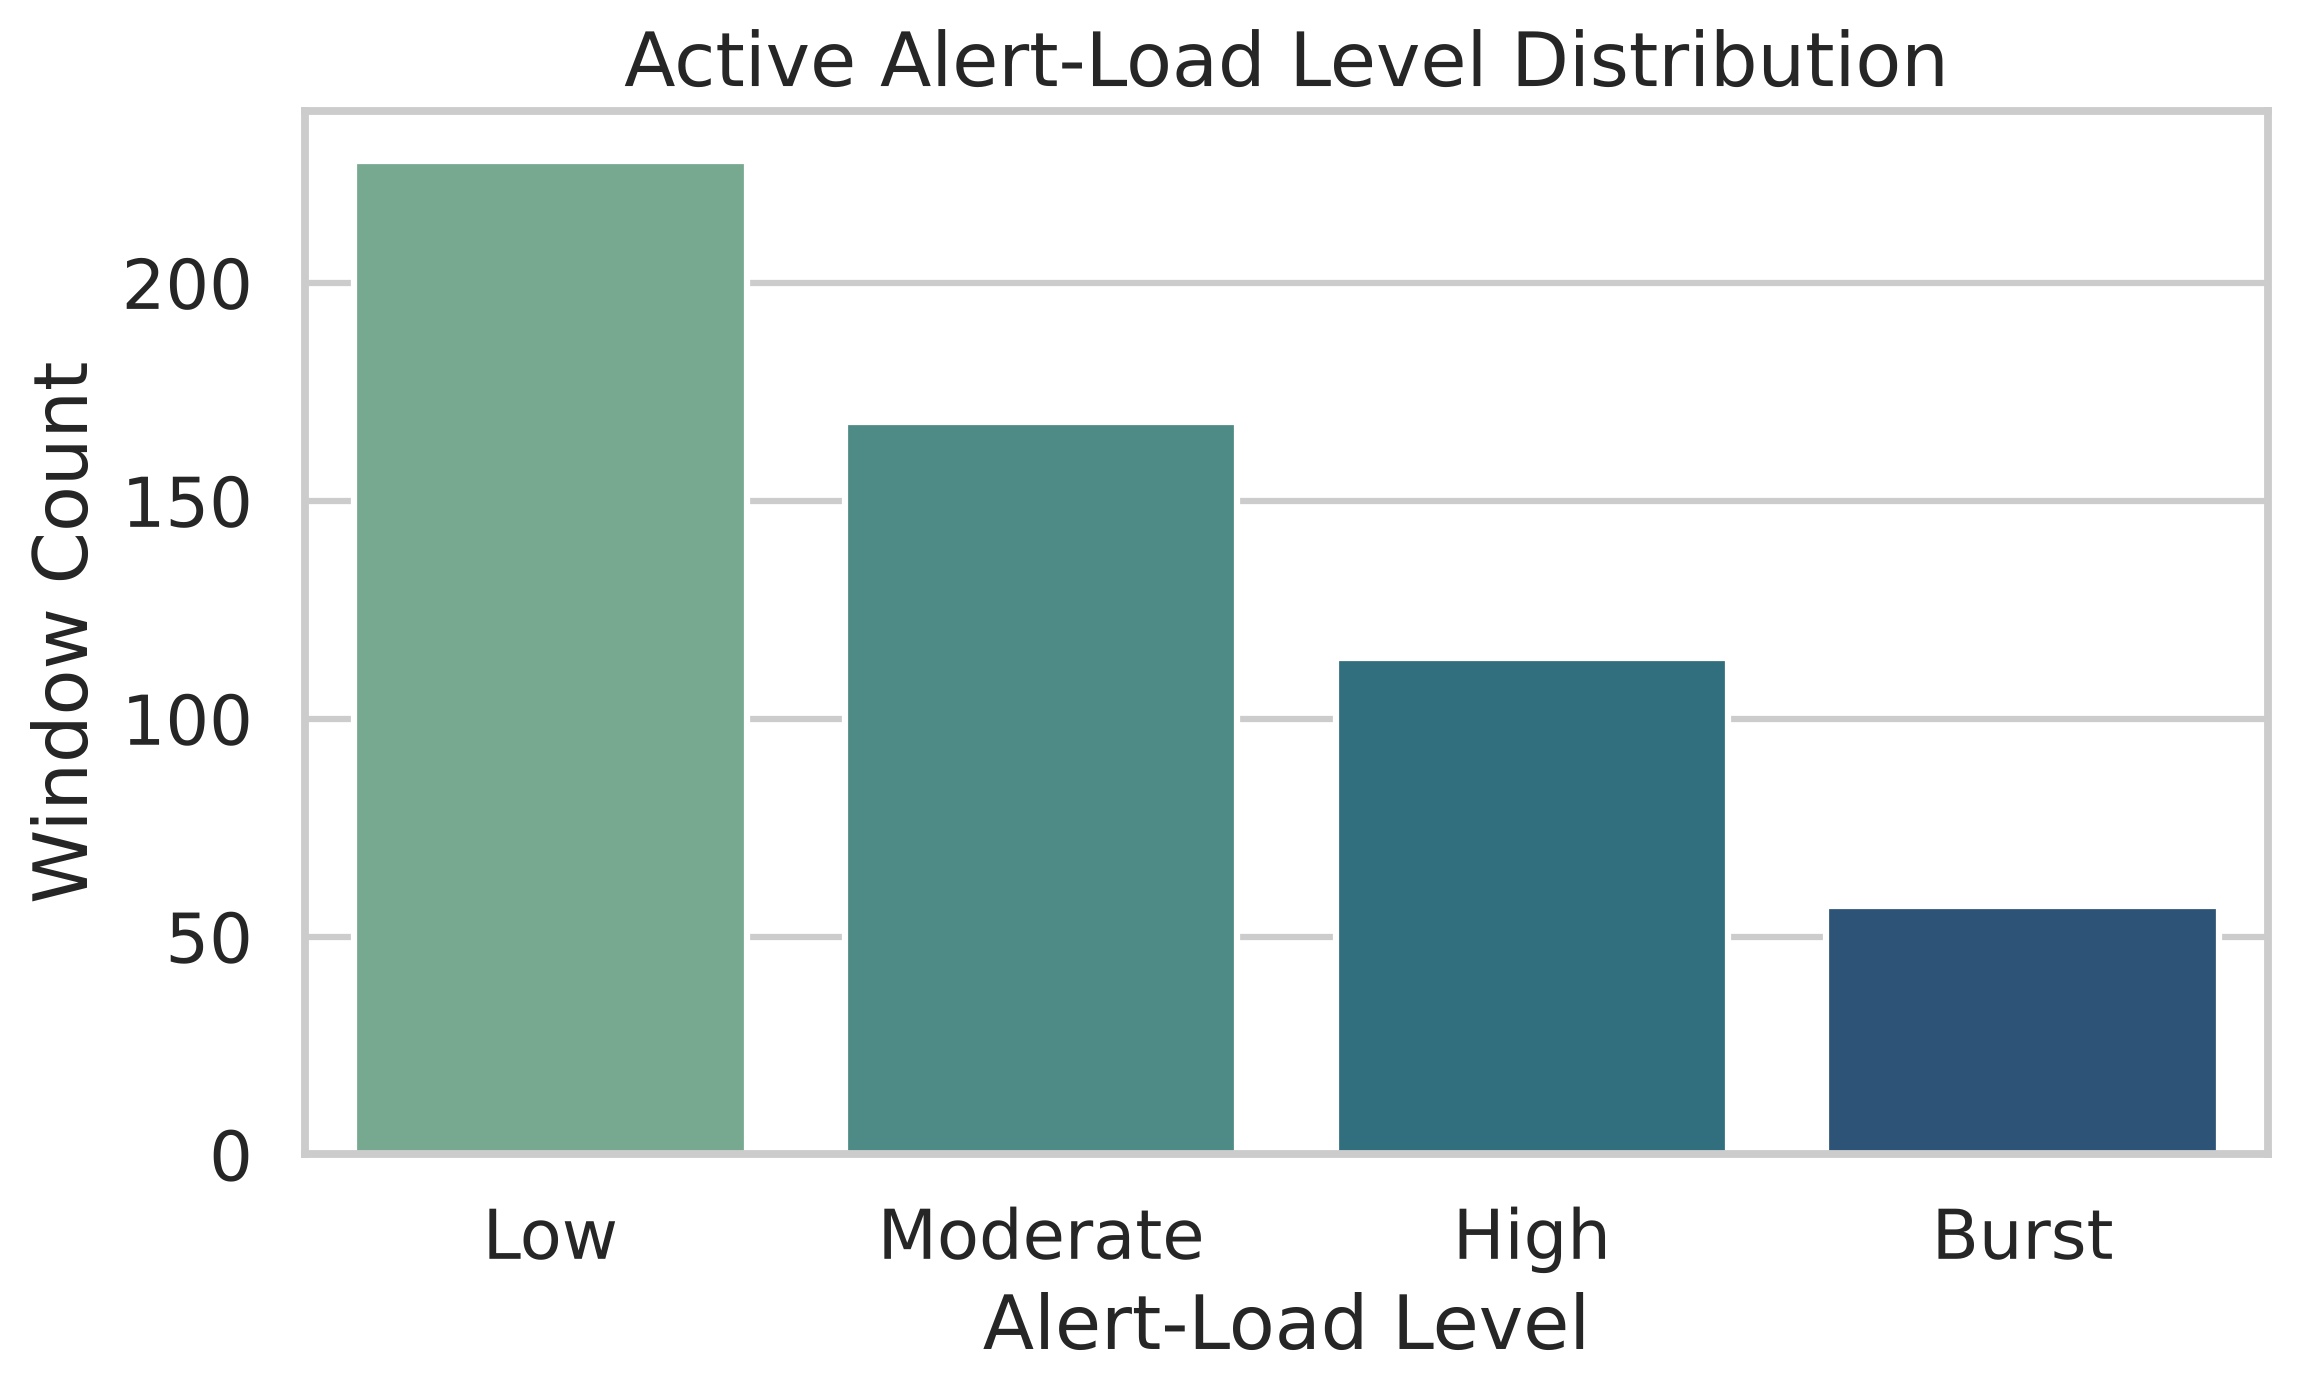 Active Alert-Load Level Distribution
Window Count
200
150
100
50
0
Low Moderate High Burst
Alert-Load Level